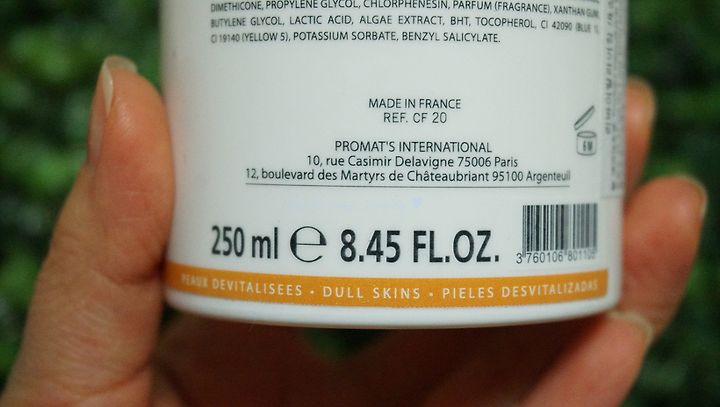 DIMETHICONE, PROPYLENE GLYCOL, CHLORPHENESIN, PARFUM (FRAGRANCE), XANTHAN GUM,
BUTYLENE GLYCOL, LACTIC ACID, ALGAE EXTRACT, BHT, TOCOPHEROL, CI 42090 (BLUE 1),
CI 19140 (YELLOW 5), POTASSIUM SORBATE, BENZYL SALICYLATE.
MADE IN FRANCE
REF. CF 20
6M
PROMAT'S INTERNATIONAL
10, rue Casimir Delavigne 75006 Paris
12, boulevard des Martyrs de Châteaubriant 95100 Argenteuil
250 ml e 8.45 FL.OZ.
3 760106 801106
PEAUX DEVITALISEES • DULL SKINS • PIELES DESVITALIZADAS